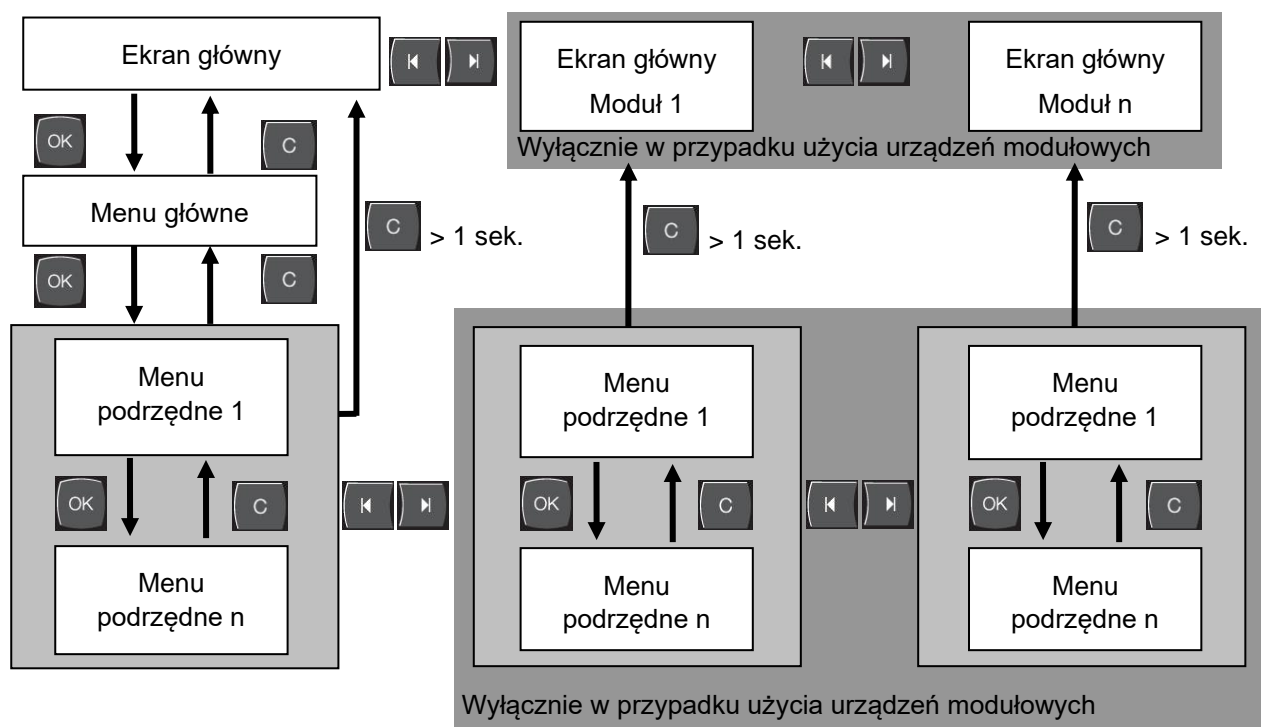 Ekran główny
Ekran główny
Moduł 1
Ekran główny
Moduł n
Wyłącznie w przypadku użycia urządzeń modułowych
OK
C
Menu główne
C
> 1 sek.
C
> 1 sek.
C
> 1 sek.
OK
C
Menu
podrzędne 1
OK
C
Menu
podrzędne n
Menu
podrzędne 1
OK
C
Menu
podrzędne n
Menu
podrzędne 1
OK
C
Menu
podrzędne n
Wyłącznie w przypadku użycia urządzeń modułowych